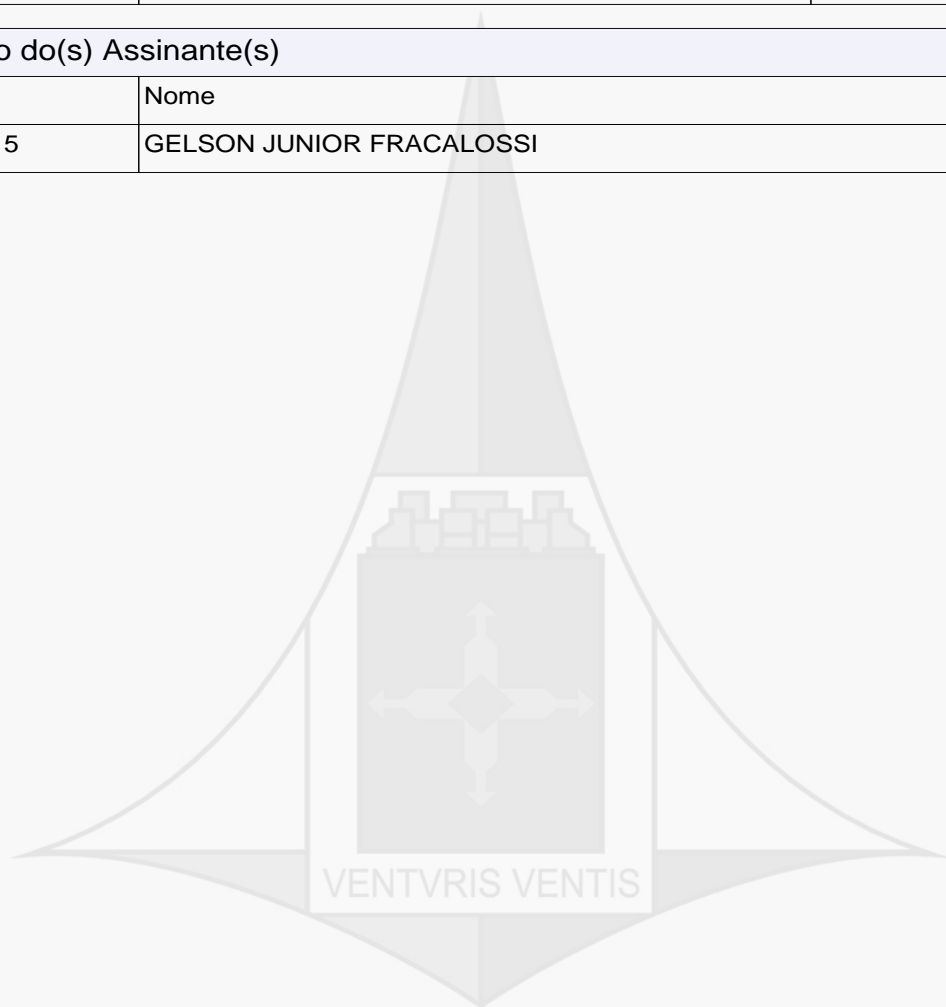 o do(s) Assinante(s)
Nome
5 GELSON JUNIOR FRACALOSSI
VENTVRIS VENTIS